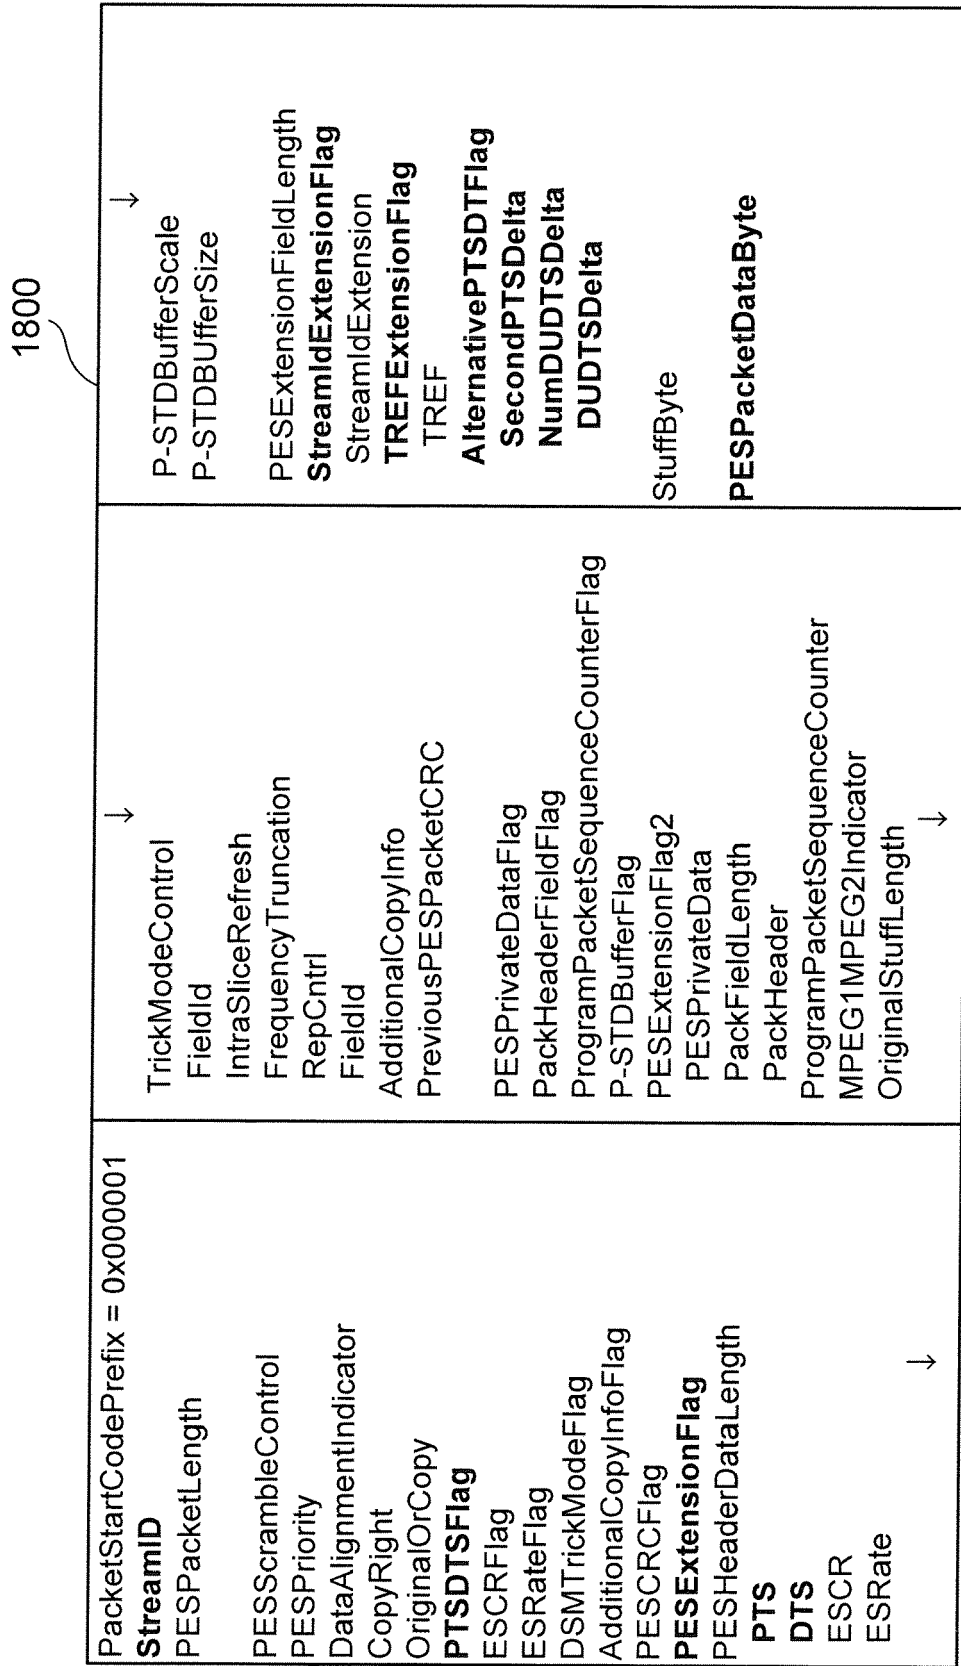 1800
PacketStartCodePrefix = 0x000001
StreamID
PESPacketLength
PESScrambleControl
PESPriority
DataAlignmentIndicator
CopyRight
OriginalOrCopy
PTSDTSFlag
ESCRFlag
ESRateFlag
DSMTrickModeFlag
AdditionalCopyInfoFlag
PESCRCFlag
PESExtensionFlag
PESHeaderDataLength
PTS
DTS
ESCR
ESRate
↓
↓
TrickModeControl
FieldId
IntraSliceRefresh
FrequencyTruncation
RepCntrl
FieldId
AdditionalCopyInfo
PreviousPESPacketCRC
PESPrivateDataFlag
PackHeaderFieldFlag
ProgramPacketSequenceCounterFlag
P-STDBufferFlag
PESExtensionFlag2
PESPrivateData
PackFieldLength
PackHeader
ProgramPacketSequenceCounter
MPEG1MPEG2Indicator
OriginalStuffLength
↓
↓
P-STDBufferScale
P-STDBUfferSize
PESExtensionFieldLength
StreamIdExtensionFlag
StreamIdExtension
TREFExtensionFlag
TREF
AlternativePTSDTFlag
SecondPTSDelta
NumDUDTSDelta
DUDTSDelta
StuffByte
PESPacketDataByte